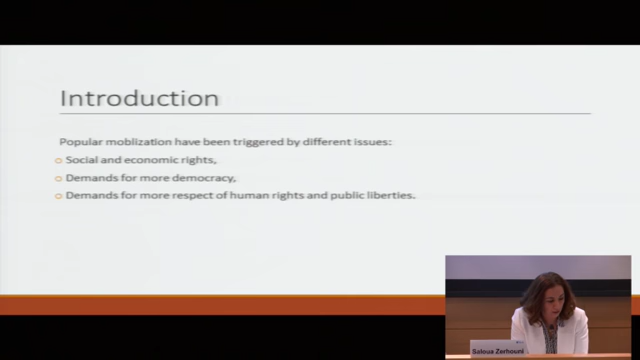 Introduction
Popular moblization have been triggered by different issues:
Social and economic rights,
Demands for more democracy,
Demands for more respect of human rights and public liberties.
Saloua Zerhouni